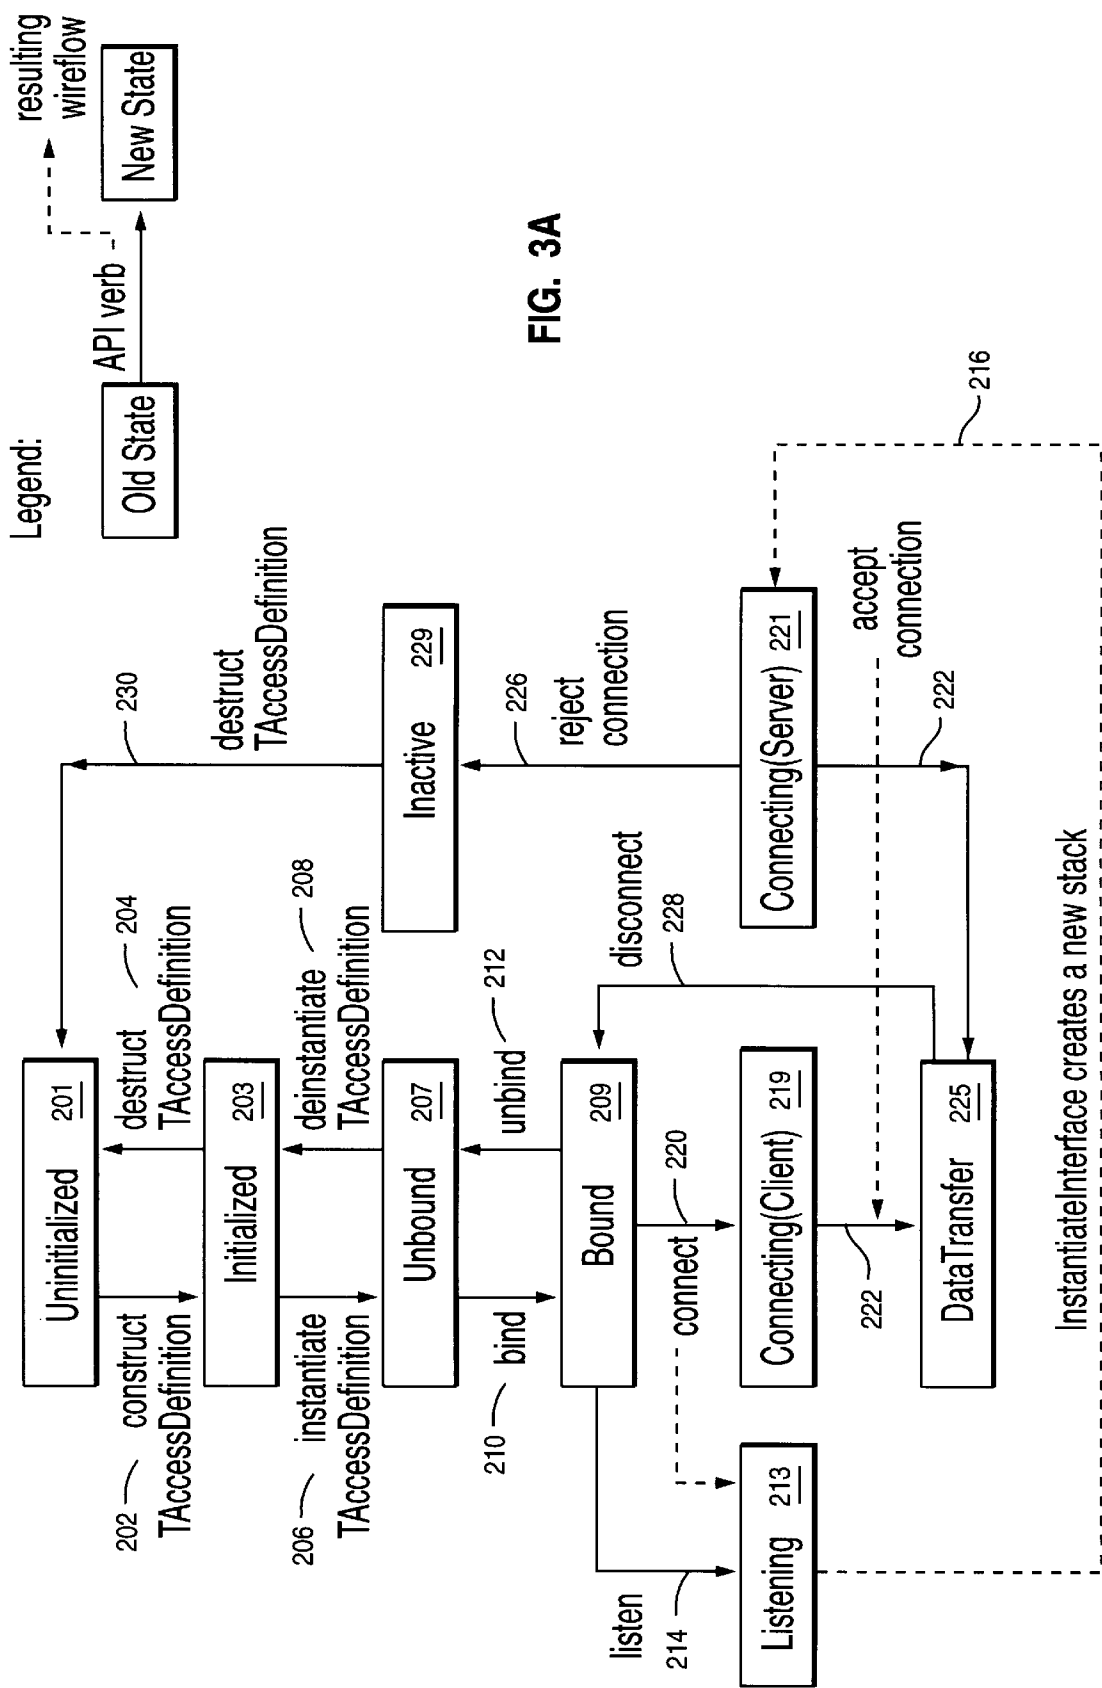 Legend:
Old State
API verb
New State
resulting
wireflow
FIG. 3A
Uninitialized 201
202
construct
TAccessDefinition
destruct
TAccessDefinition
204
230
destruct
TAccessDefinition
Initialized 203
206
instantiate
TAccessDefinition
deinstantiate
TAccessDefinition
208
Unbound 207
Inactive 229
210
bind
unbind
212
226
reject
connection
Bound 209
listen
214
connect
220
disconnect
228
Listening 213
Connecting(Client) 219
Connecting(Server) 221
216
222
accept
connection
222
DataTransfer 225
InstantiateInterface creates a new stack